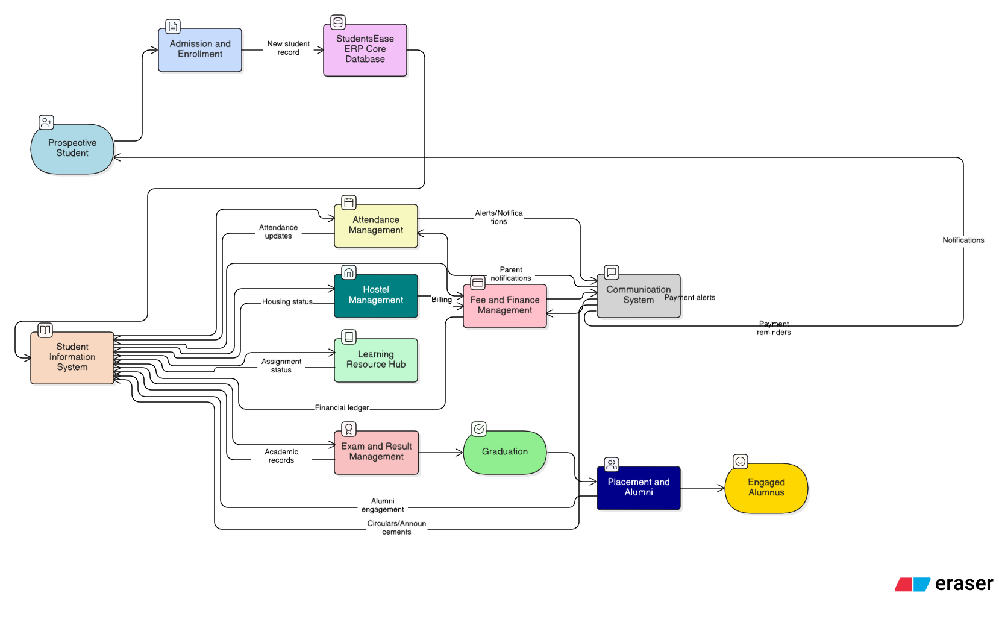 Admission and
Enrollment
New student
record
StudentsEase
ERP Core
Database
Prospective
Student
Attendance
Management
Alerts/Notifica
tions
Attendance
updates
Notifications
Parent
notifications
Hostel
Management
Housing status
Billing
Fee and Finance
Management
Communication
System
Payment alerts
Payment
reminders
Student
Information
System
Learning
Resource Hub
Assignment
status
Financial ledger
Exam and Result
Management
Academic
records
Graduation
Placement and
Alumni
Engaged
Alumnus
Alumni
engagement
Circulars/Announ
cements
eraser